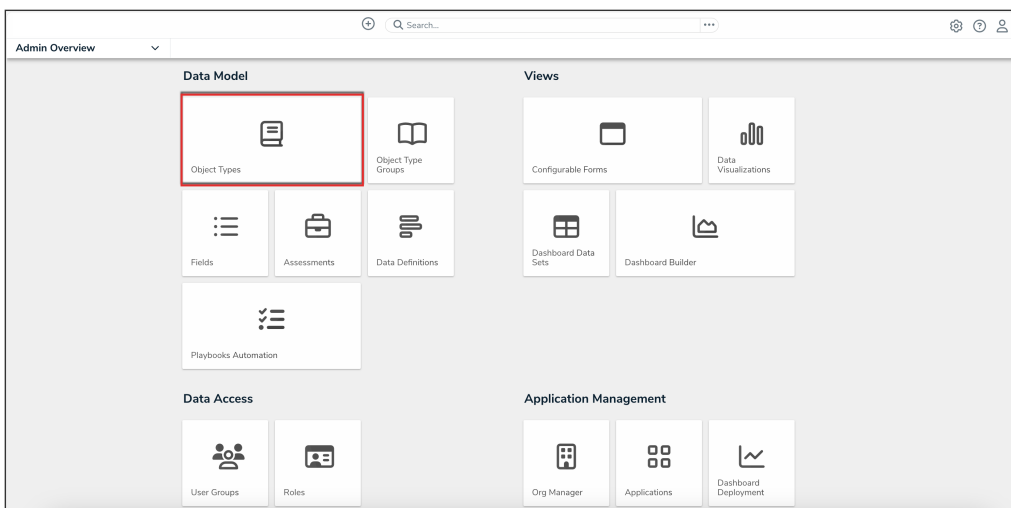 Search...
Admin Overview
Data Model
Object Types
Object Type
Groups
Fields
Assessments
Data Definitions
Playbooks Automation
Views
Configurable Forms
Data
Visualizations
Dashboard Data
Sets
Dashboard Builder
Data Access
User Groups
Roles
Application Management
Org Manager
Applications
Dashboard
Deployment